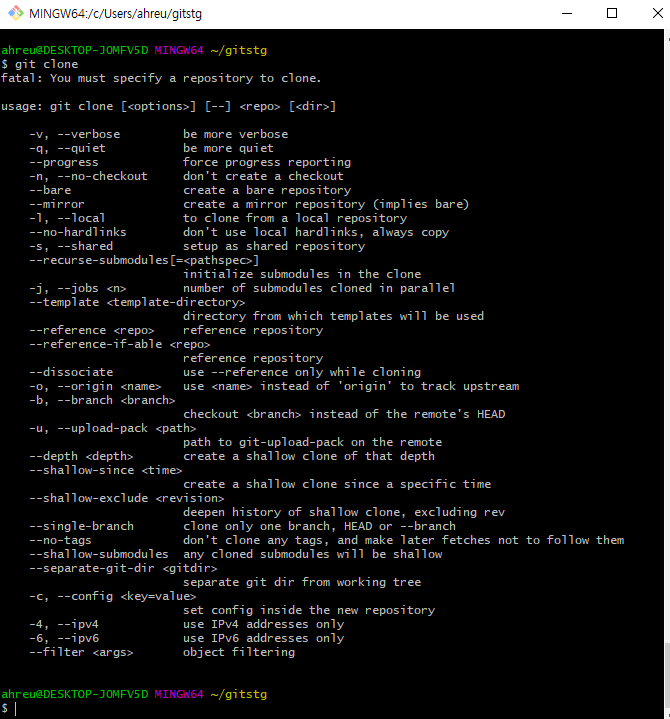 MINGW64:/c/Users/ahreu/gitstg
ahreu@DESKTOP-JOMFV5D MINGW64 ~/gitstg
$ git clone
fatal: You must specify a repository to clone.
usage: git clone [<options>] [--] <repo> [<dir>]
-v, --verbose be more verbose
-q, --quiet be more quiet
--progress force progress reporting
-n, --no-checkout don't create a checkout
--bare create a bare repository
--mirror create a mirror repository (implies bare)
-l, --local to clone from a local repository
--no-hardlinks don't use local hardlinks, always copy
-s, --shared setup as shared repository
--recurse-submodules[=<pathspec>]
initialize submodules in the clone
-j, --jobs <n> number of submodules cloned in parallel
--template <template-directory>
directory from which templates will be used
--reference <repo> reference repository
--reference-if-able <repo>
reference repository
--dissociate use --reference only while cloning
-o, --origin <name> use <name> instead of 'origin' to track upstream
-b, --branch <branch>
checkout <branch> instead of the remote's HEAD
-u, --upload-pack <path>
path to git-upload-pack on the remote
--depth <depth> create a shallow clone of that depth
--shallow-since <time>
create a shallow clone since a specific time
--shallow-exclude <revision>
deepen history of shallow clone, excluding rev
--single-branch clone only one branch, HEAD or --branch
--no-tags don't clone any tags, and make later fetches not to follow them
--shallow-submodules any cloned submodules will be shallow
--separate-git-dir <gitdir>
separate git dir from working tree
-c, --config <key=value>
set config inside the new repository
-4, --ipv4 use IPv4 addresses only
-6, --ipv6 use IPv6 addresses only
--filter <args> object filtering
ahreu@DESKTOP-JOMFV5D MINGW64 ~/gitstg
$